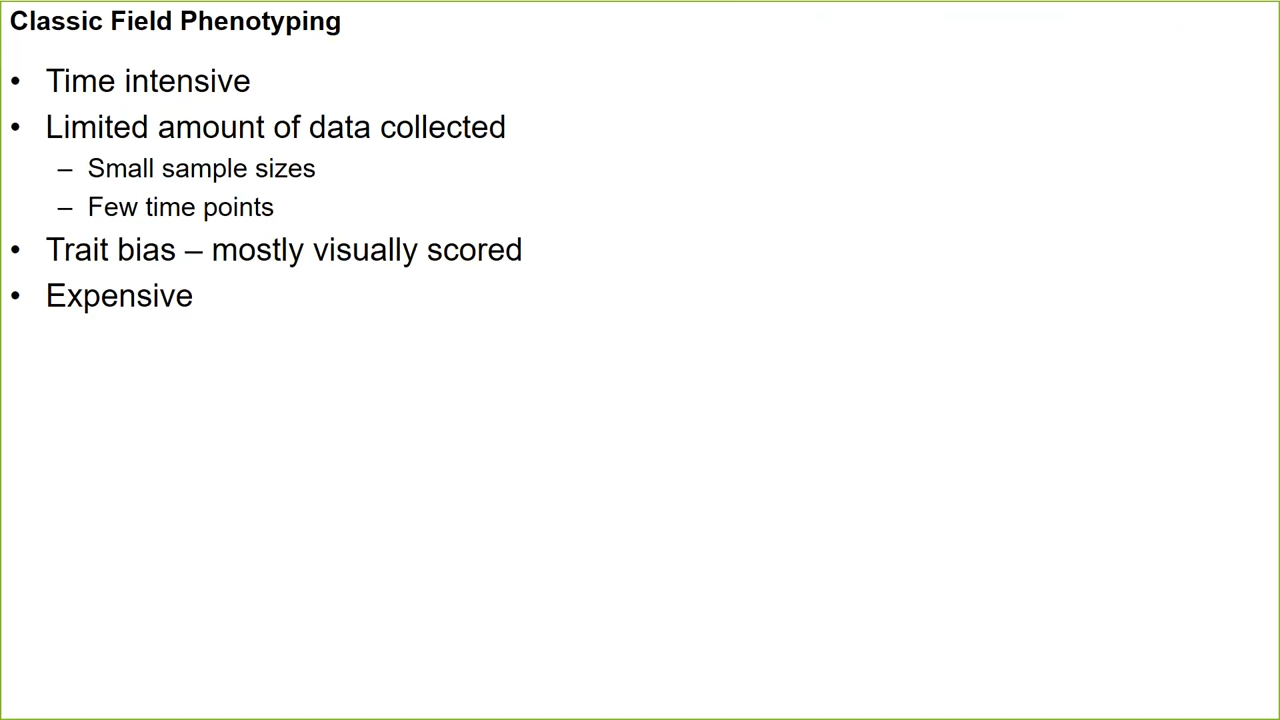 Classic Field Phenotyping
• Time intensive
• Limited amount of data collected
– Small sample sizes
– Few time points
• Trait bias – mostly visually scored
• Expensive